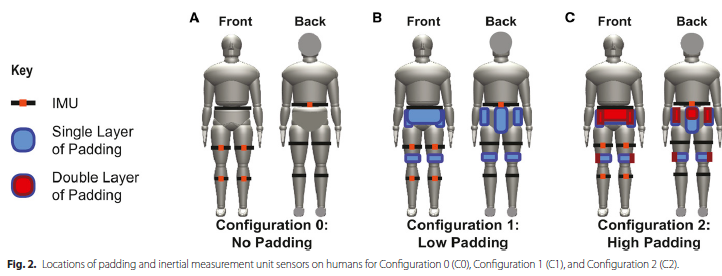 A Front Back
B Front Back
C Front Back
Key
IMU
Single Layer
of Padding
Double Layer
of Padding
Configuration 0:
No Padding
Configuration 1:
Low Padding
Configuration 2:
High Padding
Fig. 2. Locations of padding and inertial measurement unit sensors on humans for Configuration 0 (C0), Configuration 1 (C1), and Configuration 2 (C2).